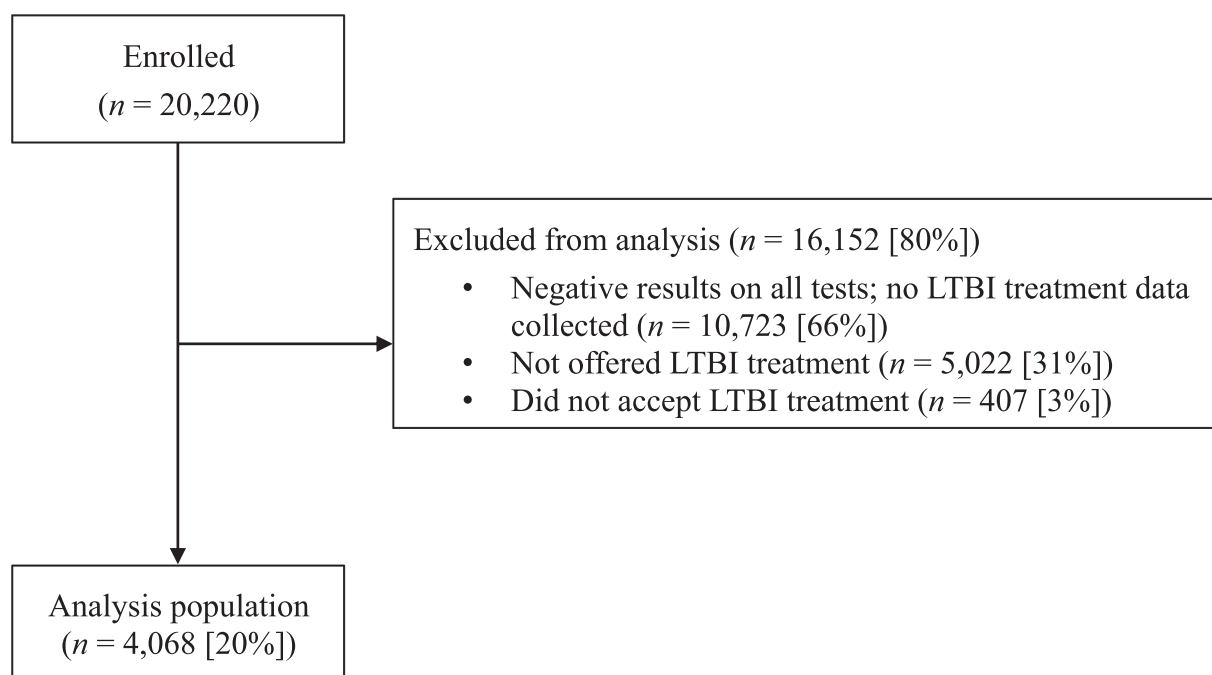 Enrolled
(n = 20,220)
Excluded from analysis (n = 16,152 [80%])
• Negative results on all tests; no LTBI treatment data
collected (n = 10,723 [66%])
• Not offered LTBI treatment (n = 5,022 [31%])
• Did not accept LTBI treatment (n = 407 [3%])
Analysis population
(n = 4,068 [20%])